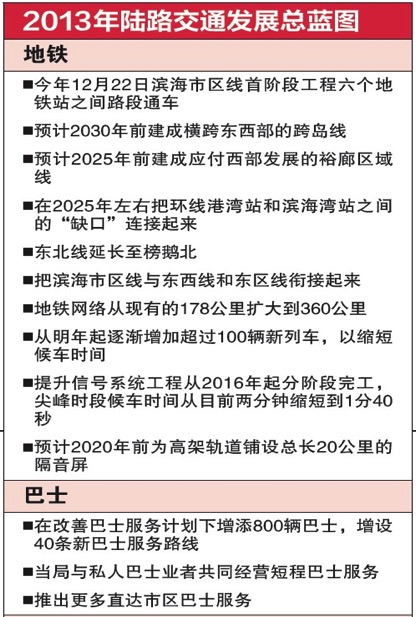 2013年陆路交通发展总蓝图
地铁
■今年12月22日滨海市区线首阶段工程六个地
铁站之间路段通车
■预计2030年前建成横跨东西部的跨岛线
■预计2025年前建成应付西部发展的裕廊区域
线
■在2025年左右把环线港湾站和滨海湾站之间
的“缺口”连接起来
■东北线延长至榜鹅北
■把滨海市区线与东西线和东区线衔接起来
■地铁网络从现有的178公里扩大到360公里
■从明年起逐渐增加超过100辆新列车，以缩短
候车时间
■提升信号系统工程从2016年起分阶段完工，
尖峰时段候车时间从目前两分钟缩短到1分40
秒
■预计2020年前为高架轨道铺设总长20公里的
隔音屏
巴士
■在改善巴士服务计划下增添800辆巴士，增设
40条新巴士服务路线
■当局与私人巴士业者共同经营短程巴士服务
■推出更多直达市区巴士服务